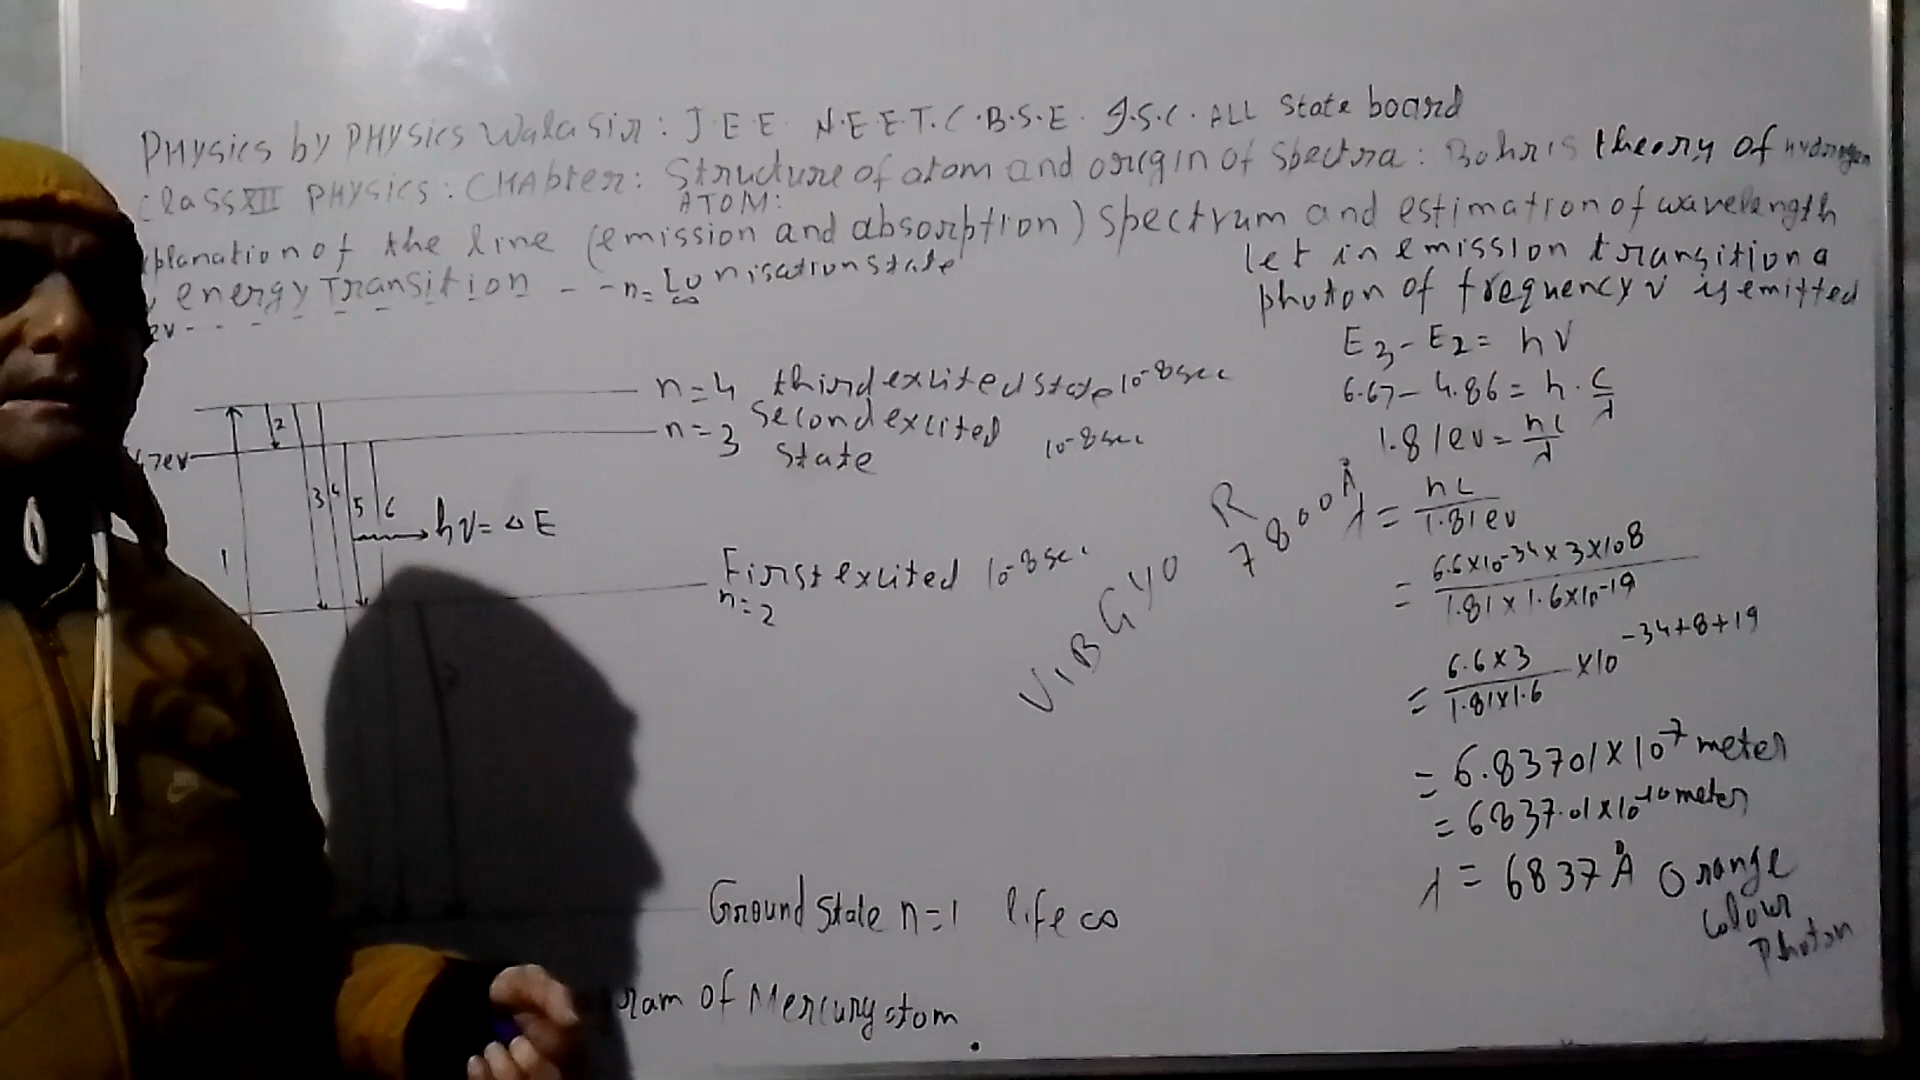 PHYSICS by PHYSICS Wala Sir: J.E.E. N.E.E.T. C.B.S.E. I.S.C. ALL State board
Class XII PHYSICS: CHAPter: Structure of atom and origin of Spectra: Bohr's theory of Hydrogen
ATOM:
planation of the line (emission and absorption) Spectrum and estimation of wavelength
energy Transition - - n=∞ Ionisation State
ev - - - - - - -
let in emission transition a
photon of frequency ν is emitted
E3 - E2 = hν
6.67 - 4.86 = h. c/λ
1.81 ev = hc/λ
λ = hc/1.81 ev
= 6.6×10-34 × 3×10 8 / 1.81 × 1.6×10-19
= 6.6×3 / 1.81×1.6 ×10 -34+8+19
= 6.83701×10-7 meter
= 6837.01×10-10 meter
λ = 6837 Å Orange
Colour
Photon
n=4 third excited state 10-8 sec
n=3 Second excited 10-8 sec
State
7ev
1 2 3 4 5 6
hν = ΔE
First excited 10-8 sec
n=2
VIBGYO R 7800 Å
Ground State n=1 life ∞
ram of Mercury atom.